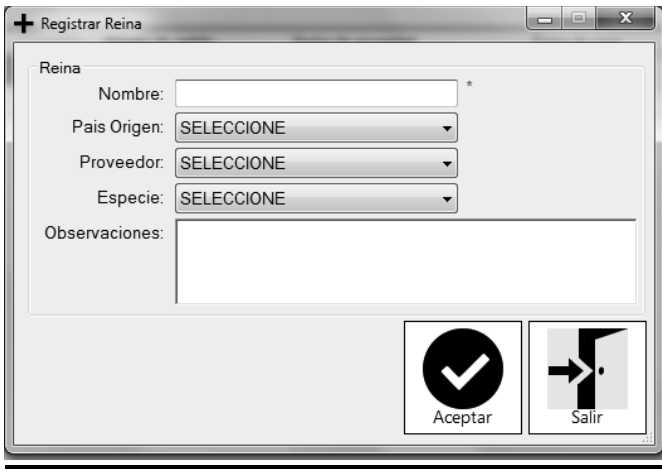 Registrar Reina
Reina
Nombre: *
Pais Origen: SELECCIONE
Proveedor: SELECCIONE
Especie: SELECCIONE
Observaciones:
Aceptar Salir